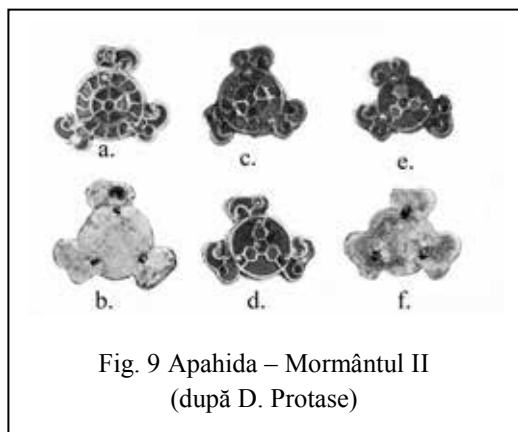 a. c. e.
b. d. f.
Fig. 9 Apahida – Mormântul II
(după D. Protase)